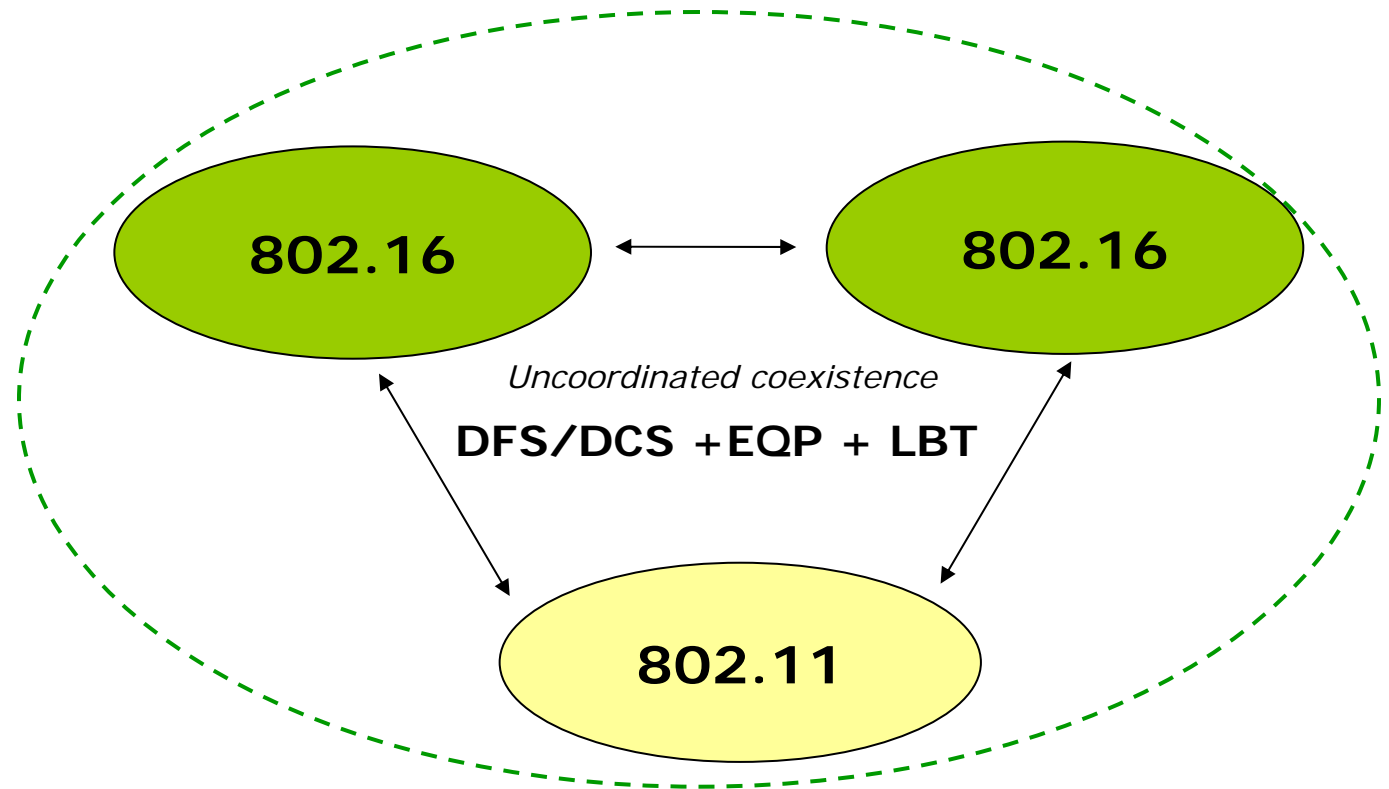 802.16
802.16
Uncoordinated coexistence
DFS/DCS +EQP + LBT
802.11